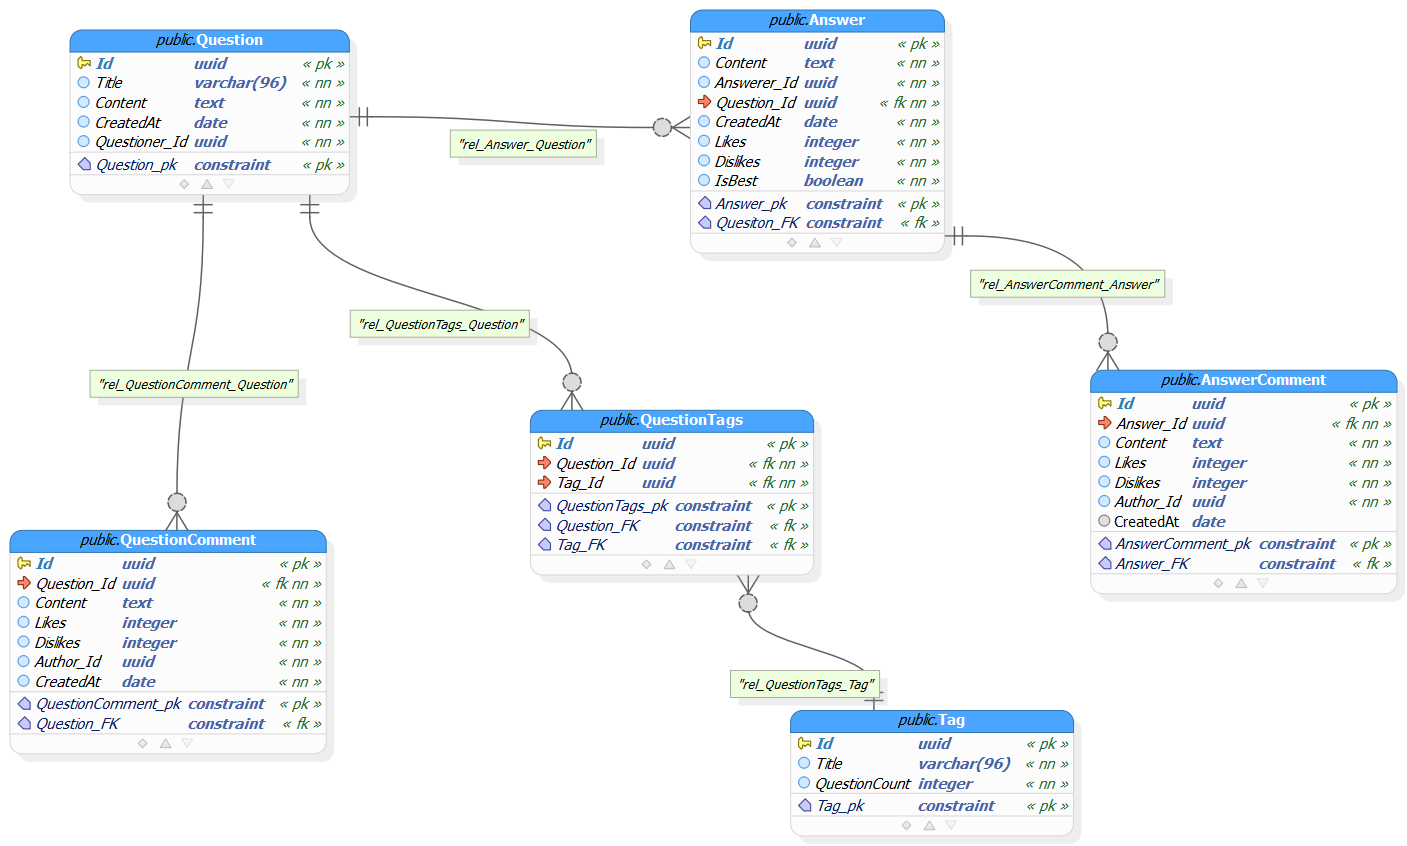 public.Question
Id uuid « pk »
Title varchar(96) « nn »
Content text « nn »
CreatedAt date « nn »
Questioner_Id uuid « nn »
Question_pk constraint « pk »
public.Answer
Id uuid « pk »
Content text « nn »
Answerer_Id uuid « nn »
Question_Id uuid « fk nn »
CreatedAt date « nn »
Likes integer « nn »
Dislikes integer « nn »
IsBest boolean « nn »
Answer_pk constraint « pk »
Quesiton_FK constraint « fk »
"rel_Answer_Question"
"rel_AnswerComment_Answer"
"rel_QuestionTags_Question"
"rel_QuestionComment_Question"
public.AnswerComment
Id uuid « pk »
Answer_Id uuid « fk nn »
Content text « nn »
Likes integer « nn »
Dislikes integer « nn »
Author_Id uuid « nn »
CreatedAt date
AnswerComment_pk constraint « pk »
Answer_FK constraint « fk »
public.QuestionTags
Id uuid « pk »
Question_Id uuid « fk nn »
Tag_Id uuid « fk nn »
QuestionTags_pk constraint « pk »
Question_FK constraint « fk »
Tag_FK constraint « fk »
public.QuestionComment
Id uuid « pk »
Question_Id uuid « fk nn »
Content text « nn »
Likes integer « nn »
Dislikes integer « nn »
Author_Id uuid « nn »
CreatedAt date « nn »
QuestionComment_pk constraint « pk »
Question_FK constraint « fk »
"rel_QuestionTags_Tag"
public.Tag
Id uuid « pk »
Title varchar(96) « nn »
QuestionCount integer « nn »
Tag_pk constraint « pk »